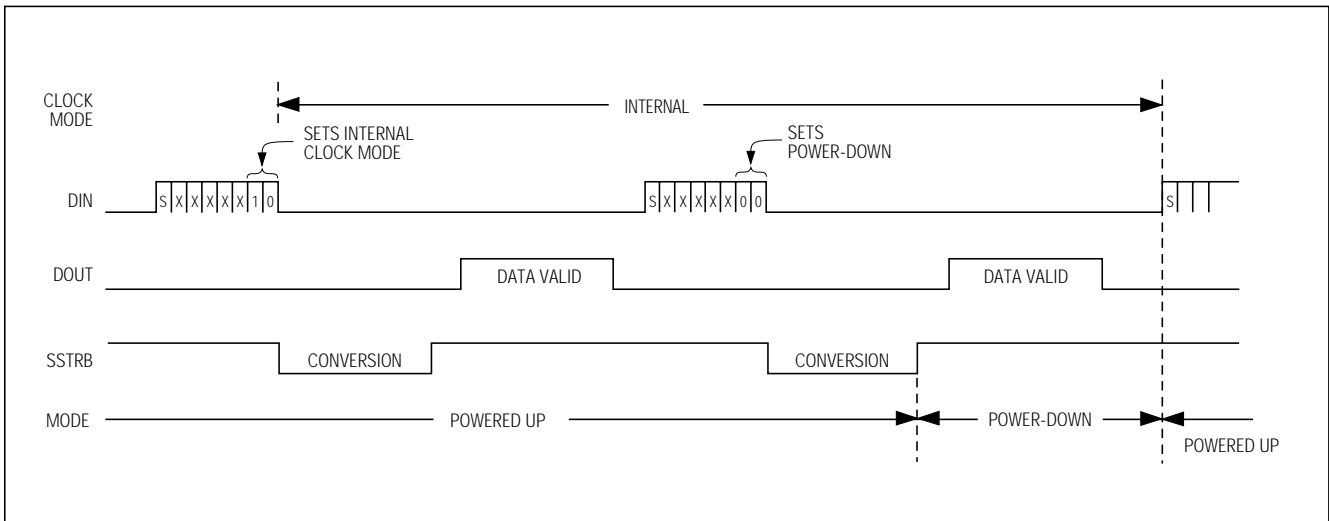 CLOCK
MODE
INTERNAL
SETS INTERNAL
CLOCK MODE
SETS
POWER-DOWN
DIN
S X X X X X 1 0
S X X X X X 0 0
S
DOUT
DATA VALID
DATA VALID
SSTRB
CONVERSION
CONVERSION
MODE
POWERED UP
POWER-DOWN
POWERED UP